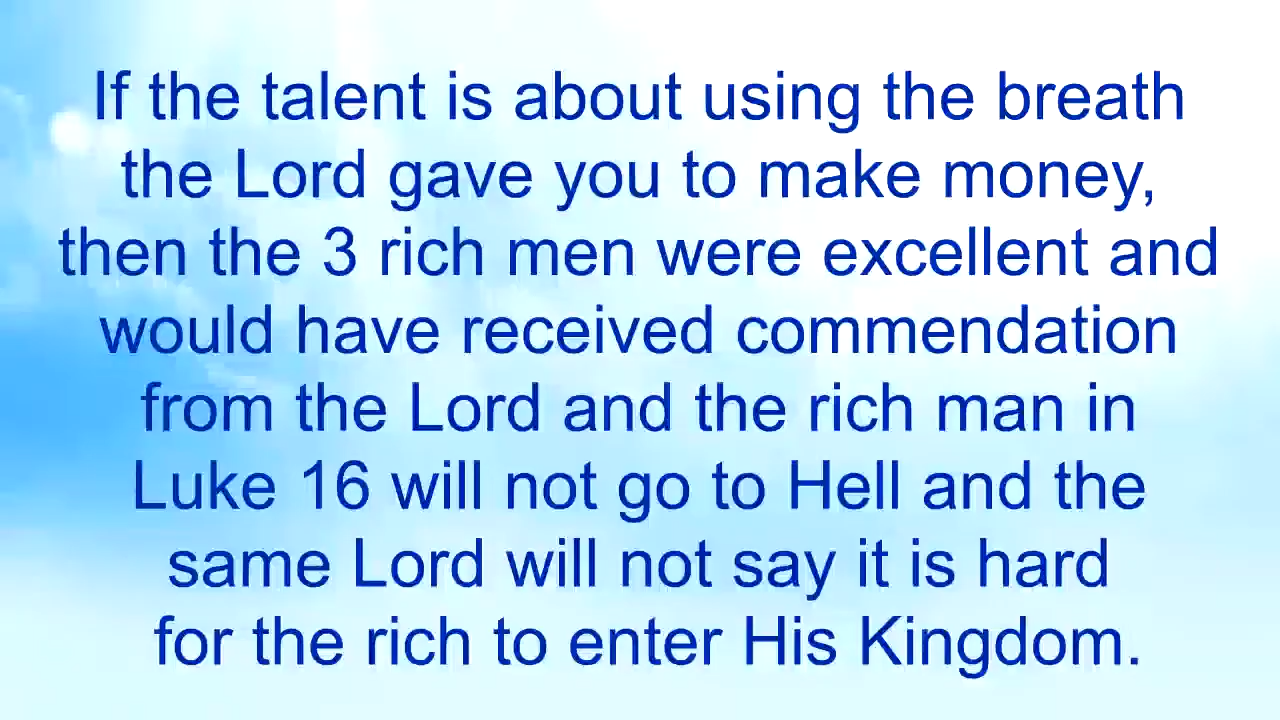 If the talent is about using the breath
the Lord gave you to make money,
then the 3 rich men were excellent and
would have received commendation
from the Lord and the rich man in
Luke 16 will not go to Hell and the
same Lord will not say it is hard
for the rich to enter His Kingdom.